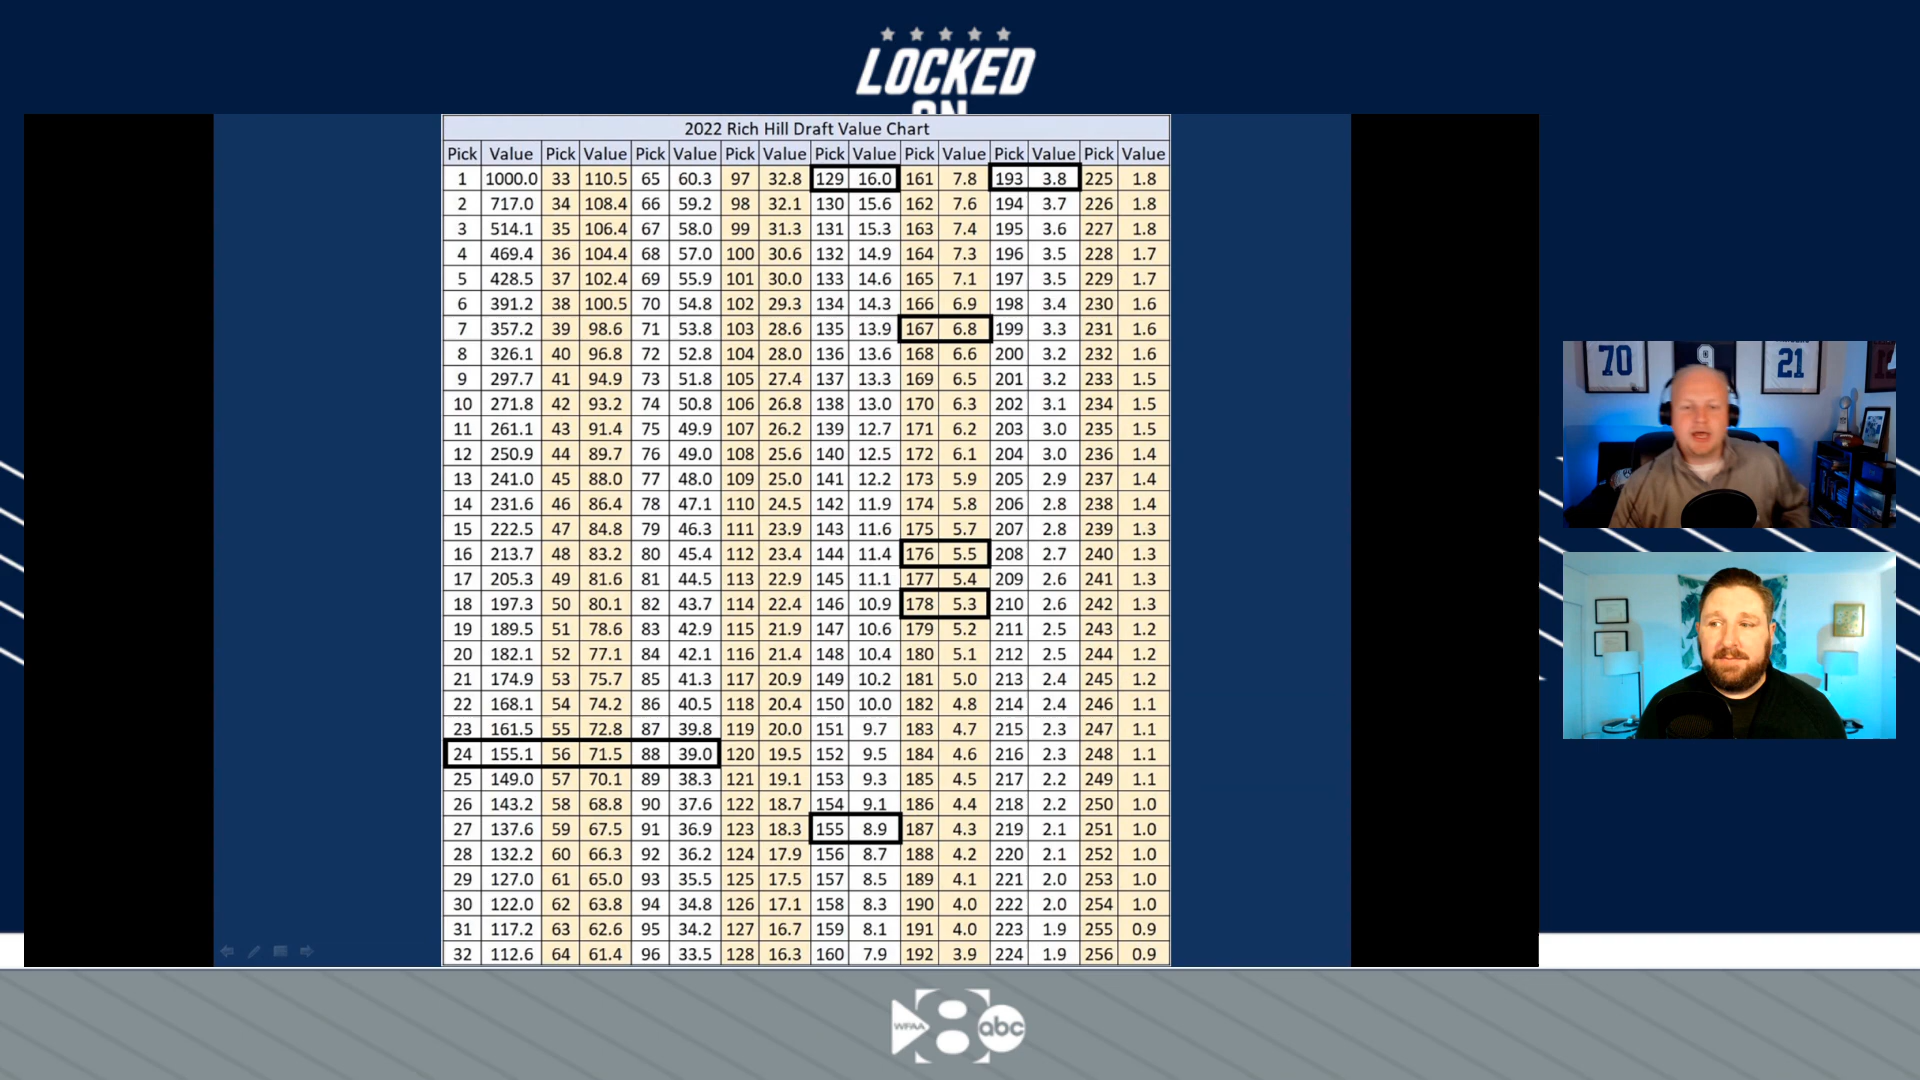 LOCKED
ON
2022 Rich Hill Draft Value Chart
Pick Value Pick Value Pick Value Pick Value Pick Value Pick Value Pick Value Pick Value
1 1000.0 33 110.5 65 60.3 97 32.8 129 16.0 161 7.8 193 3.8 225 1.8
2 717.0 34 108.4 66 59.2 98 32.1 130 15.6 162 7.6 194 3.7 226 1.8
3 514.1 35 106.4 67 58.0 99 31.3 131 15.3 163 7.4 195 3.6 227 1.8
4 469.4 36 104.4 68 57.0 100 30.6 132 14.9 164 7.3 196 3.5 228 1.7
5 428.5 37 102.4 69 55.9 101 30.0 133 14.6 165 7.1 197 3.5 229 1.7
6 391.2 38 100.5 70 54.8 102 29.3 134 14.3 166 6.9 198 3.4 230 1.6
7 357.2 39 98.6 71 53.8 103 28.6 135 13.9 167 6.8 199 3.3 231 1.6
8 326.1 40 96.8 72 52.8 104 28.0 136 13.6 168 6.6 200 3.2 232 1.6
9 297.7 41 94.9 73 51.8 105 27.4 137 13.3 169 6.5 201 3.2 233 1.5
10 271.8 42 93.2 74 50.8 106 26.8 138 13.0 170 6.3 202 3.1 234 1.5
11 261.1 43 91.4 75 49.9 107 26.2 139 12.7 171 6.2 203 3.0 235 1.5
12 250.9 44 89.7 76 49.0 108 25.6 140 12.5 172 6.1 204 3.0 236 1.4
13 241.0 45 88.0 77 48.0 109 25.0 141 12.2 173 5.9 205 2.9 237 1.4
14 231.6 46 86.4 78 47.1 110 24.5 142 11.9 174 5.8 206 2.8 238 1.4
15 222.5 47 84.8 79 46.3 111 23.9 143 11.6 175 5.7 207 2.8 239 1.3
16 213.7 48 83.2 80 45.4 112 23.4 144 11.4 176 5.5 208 2.7 240 1.3
17 205.3 49 81.6 81 44.5 113 22.9 145 11.1 177 5.4 209 2.6 241 1.3
18 197.3 50 80.1 82 43.7 114 22.4 146 10.9 178 5.3 210 2.6 242 1.3
19 189.5 51 78.6 83 42.9 115 21.9 147 10.6 179 5.2 211 2.5 243 1.2
20 182.1 52 77.1 84 42.1 116 21.4 148 10.4 180 5.1 212 2.5 244 1.2
21 174.9 53 75.7 85 41.3 117 20.9 149 10.2 181 5.0 213 2.4 245 1.2
22 168.1 54 74.2 86 40.5 118 20.4 150 10.0 182 4.8 214 2.4 246 1.1
23 161.5 55 72.8 87 39.8 119 20.0 151 9.7 183 4.7 215 2.3 247 1.1
24 155.1 56 71.5 88 39.0 120 19.5 152 9.5 184 4.6 216 2.3 248 1.1
25 149.0 57 70.1 89 38.3 121 19.1 153 9.3 185 4.5 217 2.2 249 1.1
26 143.2 58 68.8 90 37.6 122 18.7 154 9.1 186 4.4 218 2.2 250 1.0
27 137.6 59 67.5 91 36.9 123 18.3 155 8.9 187 4.3 219 2.1 251 1.0
28 132.2 60 66.3 92 36.2 124 17.9 156 8.7 188 4.2 220 2.1 252 1.0
29 127.0 61 65.0 93 35.5 125 17.5 157 8.5 189 4.1 221 2.0 253 1.0
30 122.0 62 63.8 94 34.8 126 17.1 158 8.3 190 4.0 222 2.0 254 1.0
31 117.2 63 62.6 95 34.2 127 16.7 159 8.1 191 4.0 223 1.9 255 0.9
32 112.6 64 61.4 96 33.5 128 16.3 160 7.9 192 3.9 224 1.9 256 0.9
70
9
21
WFAA 8 abc